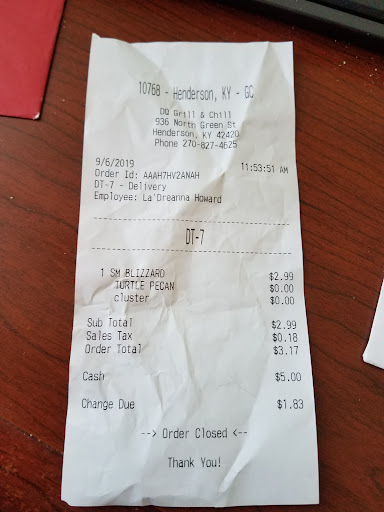 10768 - Henderson, KY - GC
DQ Grill & Chill
936 North Green St
Henderson, KY 42420
Phone 270-827-4625
9/6/2019 11:53:51 AM
Order Id: AAAH7HV2ANAH
DT-7 - Delivery
Employee: La'Dreanna Howard
DT-7
1 SM BLIZZARD $2.99
TURTLE PECAN $0.00
cluster $0.00
Sub Total $2.99
Sales Tax $0.18
Order Total $3.17
Cash $5.00
Change Due $1.83
--> Order Closed <--
Thank You!